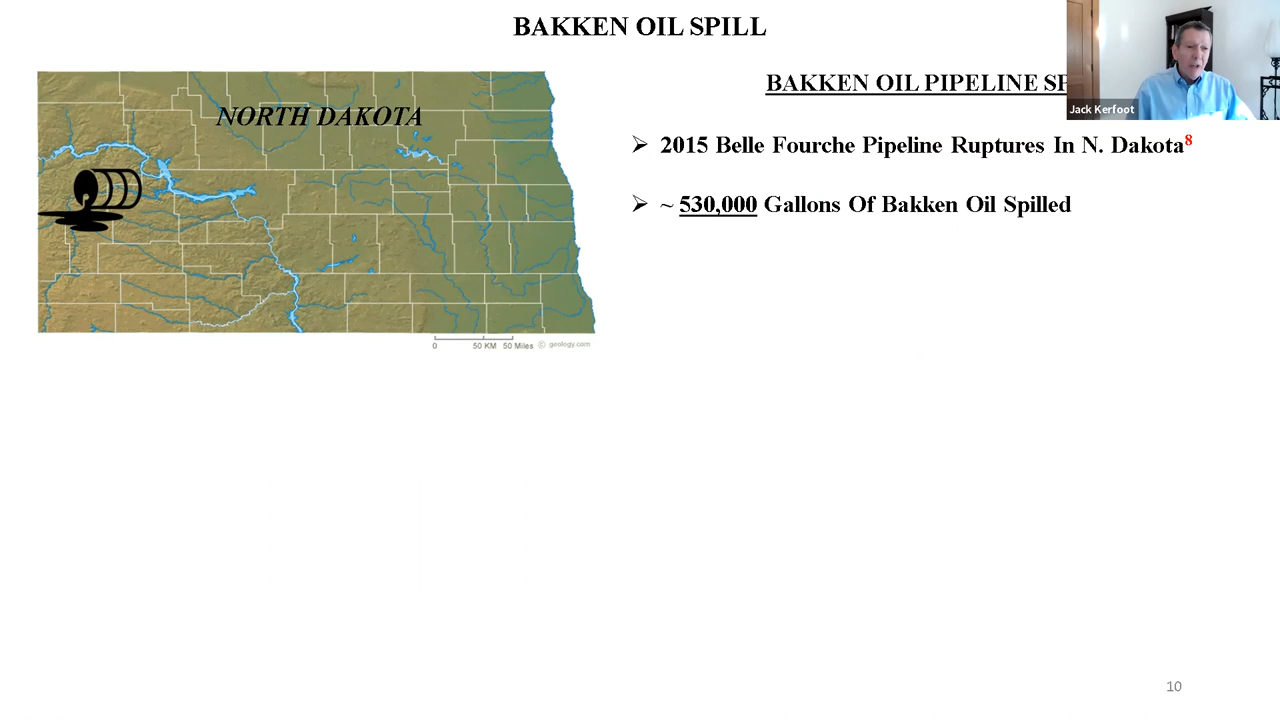 BAKKEN OIL SPILL
NORTH DAKOTA
0 50 KM 50 Miles © geology.com
BAKKEN OIL PIPELINE
Jack Kerfoot
➢ 2015 Belle Fourche Pipeline Ruptures In N. Dakota8
➢ ~ 530,000 Gallons Of Bakken Oil Spilled
10